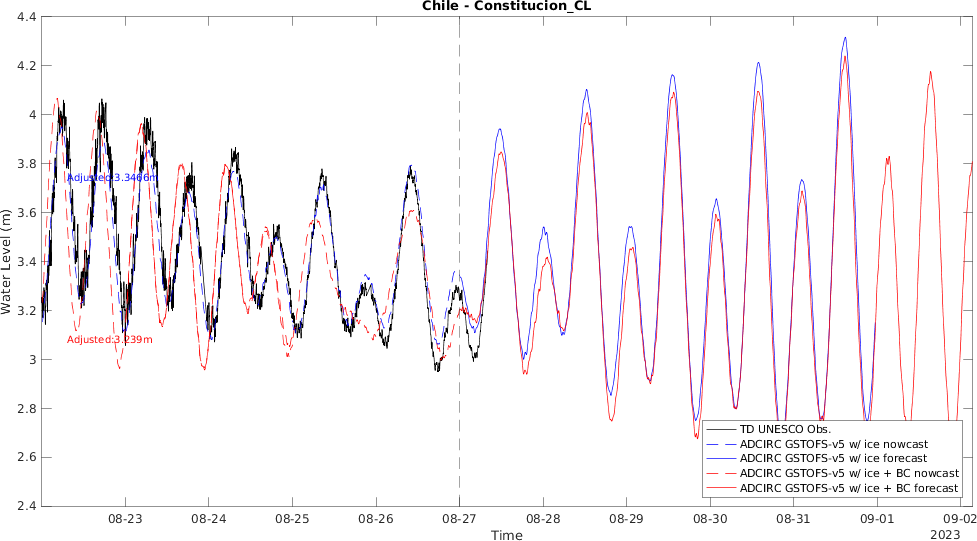 Chile - Constitucion_CL
4.4
4.2
4
3.8
3.6
3.4
3.2
3
2.8
2.6
2.4
Water Level (m)
Adjusted:3.3466m
Adjusted:3.239m
TD UNESCO Obs.
ADCIRC GSTOFS-v5 w/ ice nowcast
ADCIRC GSTOFS-v5 w/ ice forecast
ADCIRC GSTOFS-v5 w/ ice + BC nowcast
ADCIRC GSTOFS-v5 w/ ice + BC forecast
08-23 08-24 08-25 08-26 08-27 08-28 08-29 08-30 08-31 09-01 09-02
Time
2023